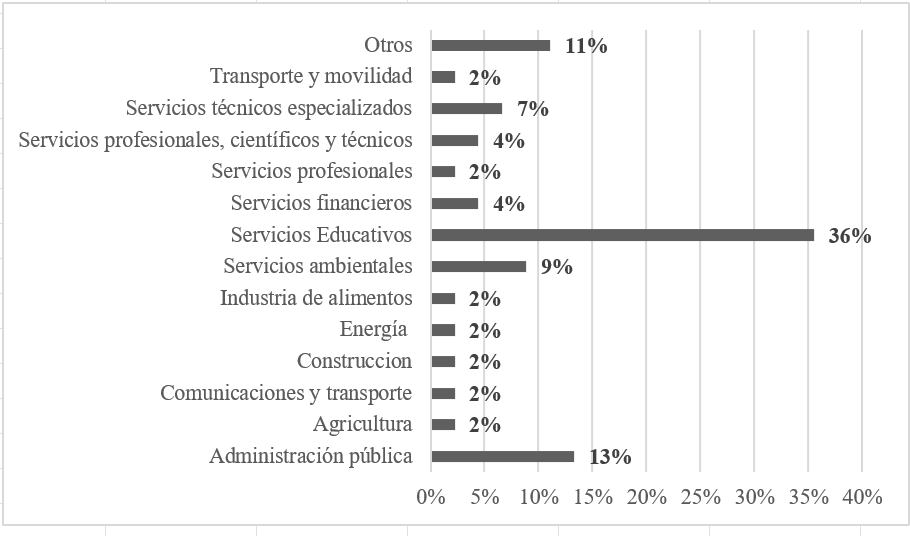 Otros 11%
Transporte y movilidad 2%
Servicios técnicos especializados 7%
Servicios profesionales, científicos y técnicos 4%
Servicios profesionales 2%
Servicios financieros 4%
Servicios Educativos 36%
Servicios ambientales 9%
Industria de alimentos 2%
Energía 2%
Construccion 2%
Comunicaciones y transporte 2%
Agricultura 2%
Administración pública 13%
0% 5% 10% 15% 20% 25% 30% 35% 40%